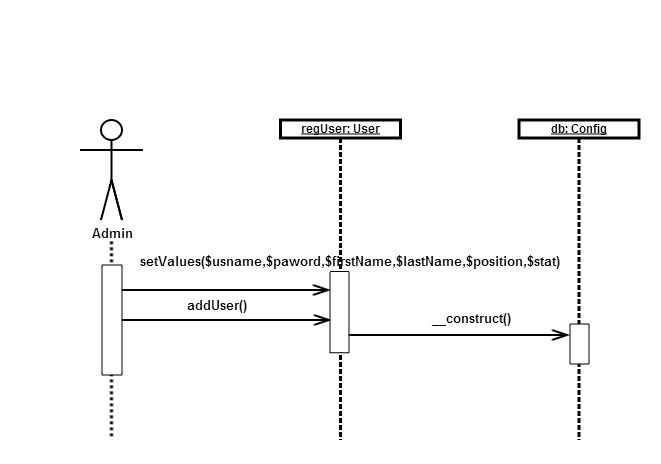 regUser: User
db: Config
Admin
setValues($usname,$paword,$firstName,$lastName,$position,$stat)
addUser()
__construct()